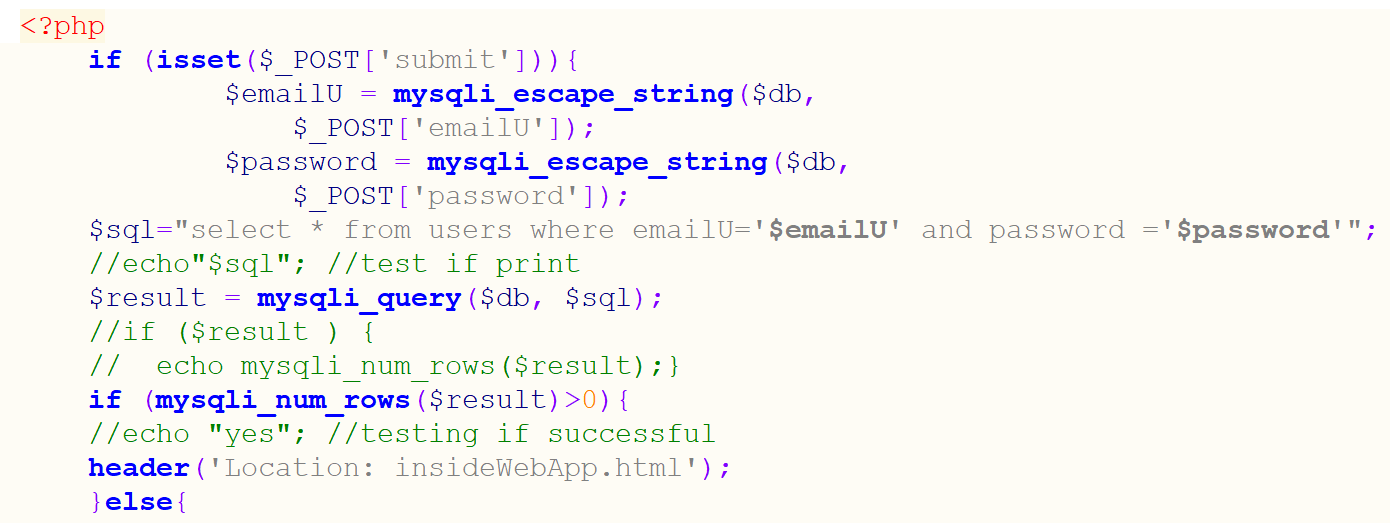 <?php
if (isset($_POST['submit'])){
$emailU = mysqli_escape_string($db,
$_POST['emailU']);
$password = mysqli_escape_string($db,
$_POST['password']);
$sql="select * from users where emailU='$emailU' and password ='$password'";
//echo"$sql"; //test if print
$result = mysqli_query($db, $sql);
//if ($result ) {
//  echo mysqli_num_rows($result);}
if (mysqli_num_rows($result)>0){
//echo "yes"; //testing if successful
header('Location: insideWebApp.html');
}else{